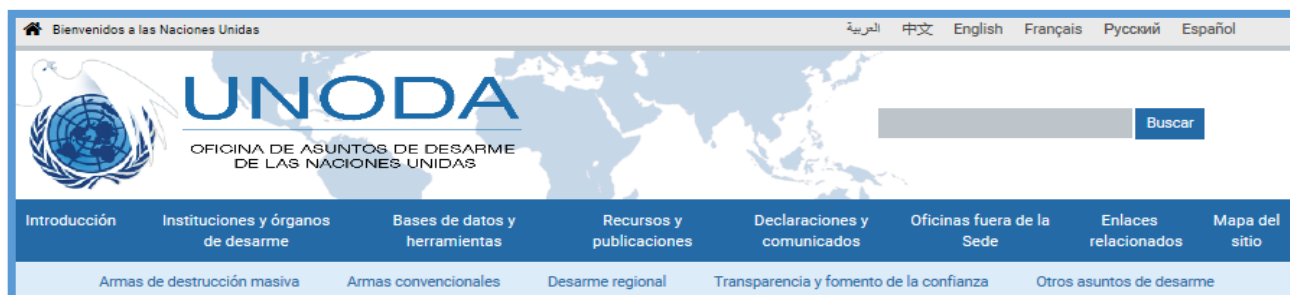 Bienvenidos a las Naciones Unidas
العربية 中文 English Français Русский Español
UNODA
OFICINA DE ASUNTOS DE DESARME
DE LAS NACIONES UNIDAS
Buscar
Introducción
Instituciones y órganos
de desarme
Bases de datos y
herramientas
Recursos y
publicaciones
Declaraciones y
comunicados
Oficinas fuera de la
Sede
Enlaces
relacionados
Mapa del
sitio
Armas de destrucción masiva
Armas convencionales
Desarme regional
Transparencia y fomento de la confianza
Otros asuntos de desarme